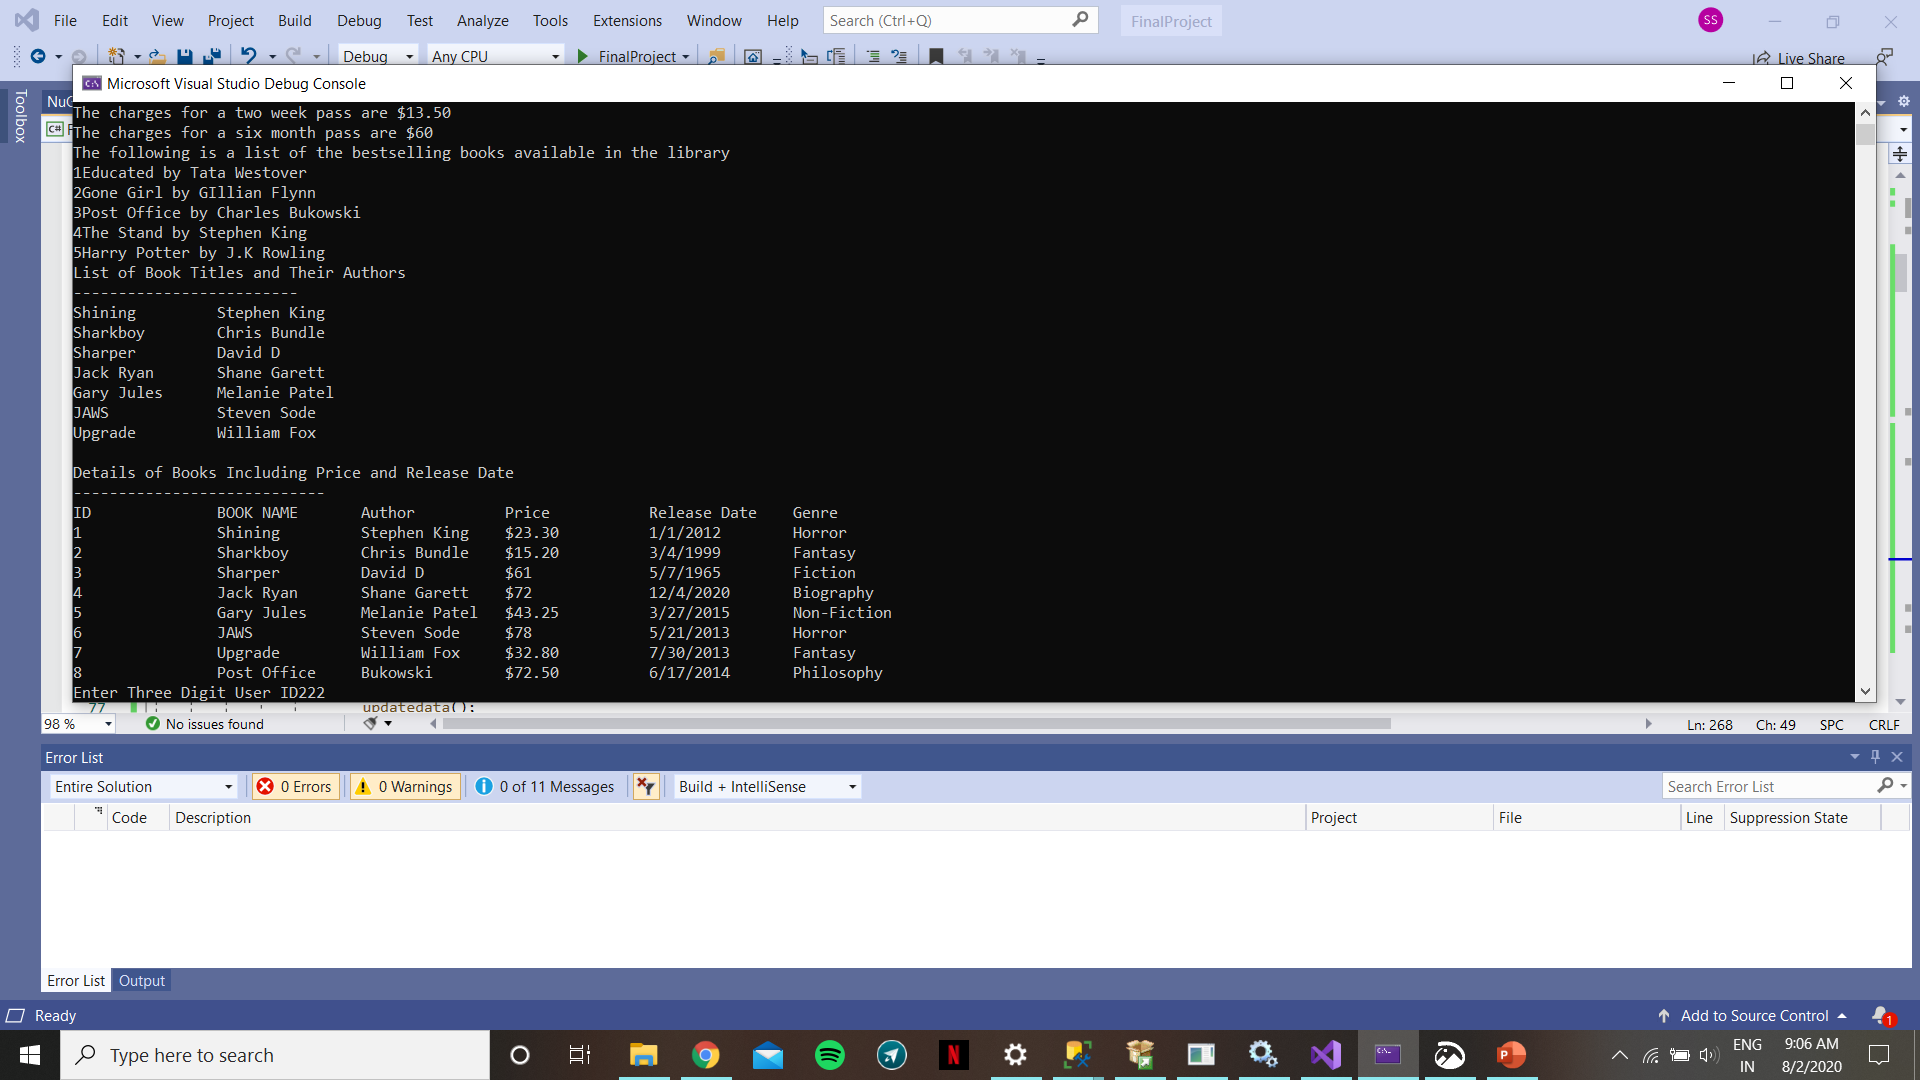 File Edit View Project Build Debug Test Analyze Tools Extensions Window Help Search (Ctrl+Q) FinalProject SS
Debug Any CPU FinalProject Live Share
Microsoft Visual Studio Debug Console
Toolbox
C#
The charges for a two week pass are $13.50
The charges for a six month pass are $60
The following is a list of the bestselling books available in the library
1Educated by Tata Westover
2Gone Girl by GIllian Flynn
3Post Office by Charles Bukowski
4The Stand by Stephen King
5Harry Potter by J.K Rowling
List of Book Titles and Their Authors
-------------------------
Shining Stephen King
Sharkboy Chris Bundle
Sharper David D
Jack Ryan Shane Garett
Gary Jules Melanie Patel
JAWS Steven Sode
Upgrade William Fox
Details of Books Including Price and Release Date
----------------------------
ID BOOK NAME Author Price Release Date Genre
1 Shining Stephen King $23.30 1/1/2012 Horror
2 Sharkboy Chris Bundle $15.20 3/4/1999 Fantasy
3 Sharper David D $61 5/7/1965 Fiction
4 Jack Ryan Shane Garett $72 12/4/2020 Biography
5 Gary Jules Melanie Patel $43.25 3/27/2015 Non-Fiction
6 JAWS Steven Sode $78 5/21/2013 Horror
7 Upgrade William Fox $32.80 7/30/2013 Fantasy
8 Post Office Bukowski $72.50 6/17/2014 Philosophy
Enter Three Digit User ID222
77 updatedata();
98 % No issues found Ln: 268 Ch: 49 SPC CRLF
Error List
Entire Solution 0 Errors 0 Warnings 0 of 11 Messages Build + IntelliSense Search Error List
Code Description Project File Line Suppression State
Error List Output
Ready Add to Source Control 1
Type here to search ENG IN 9:06 AM 8/2/2020